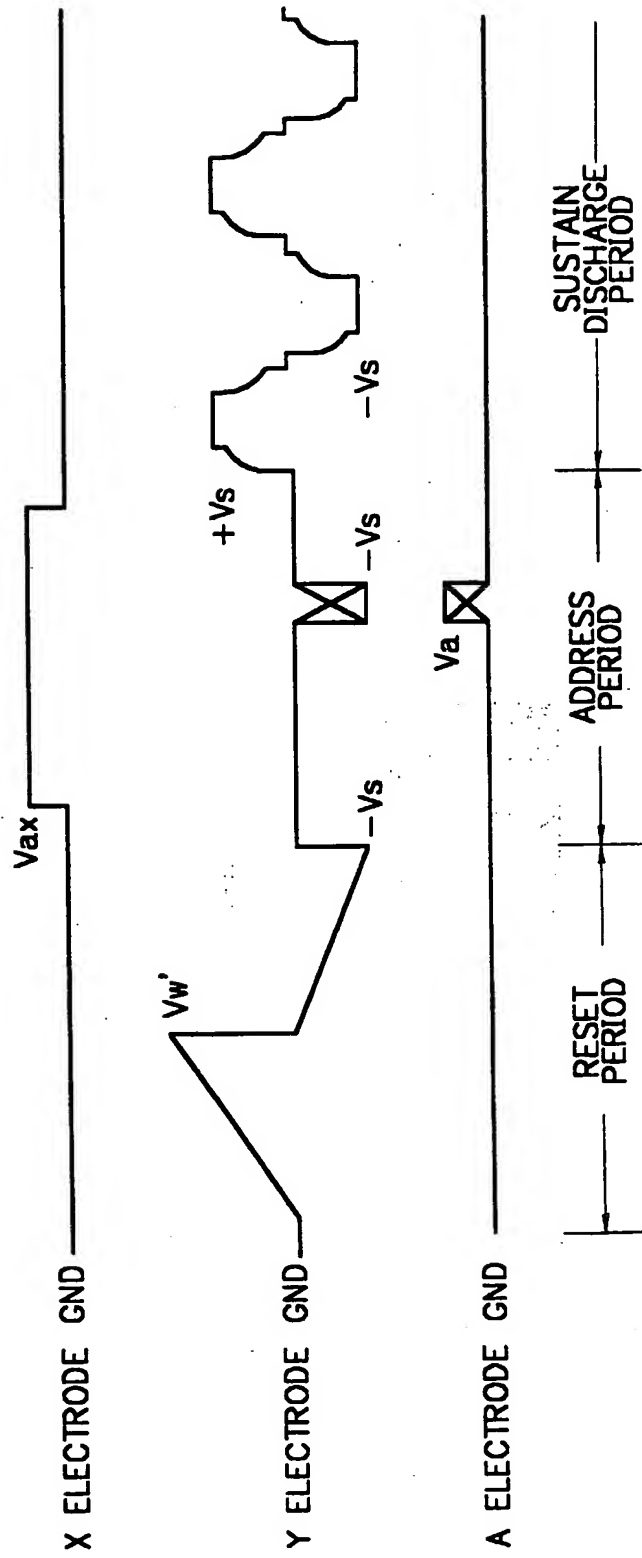 X ELECTRODE GND
Vax
Y ELECTRODE GND
Vw'
-Vs
-Vs
+Vs
-Vs
A ELECTRODE GND
Va
RESET
PERIOD
ADDRESS
PERIOD
SUSTAIN
DISCHARGE
PERIOD